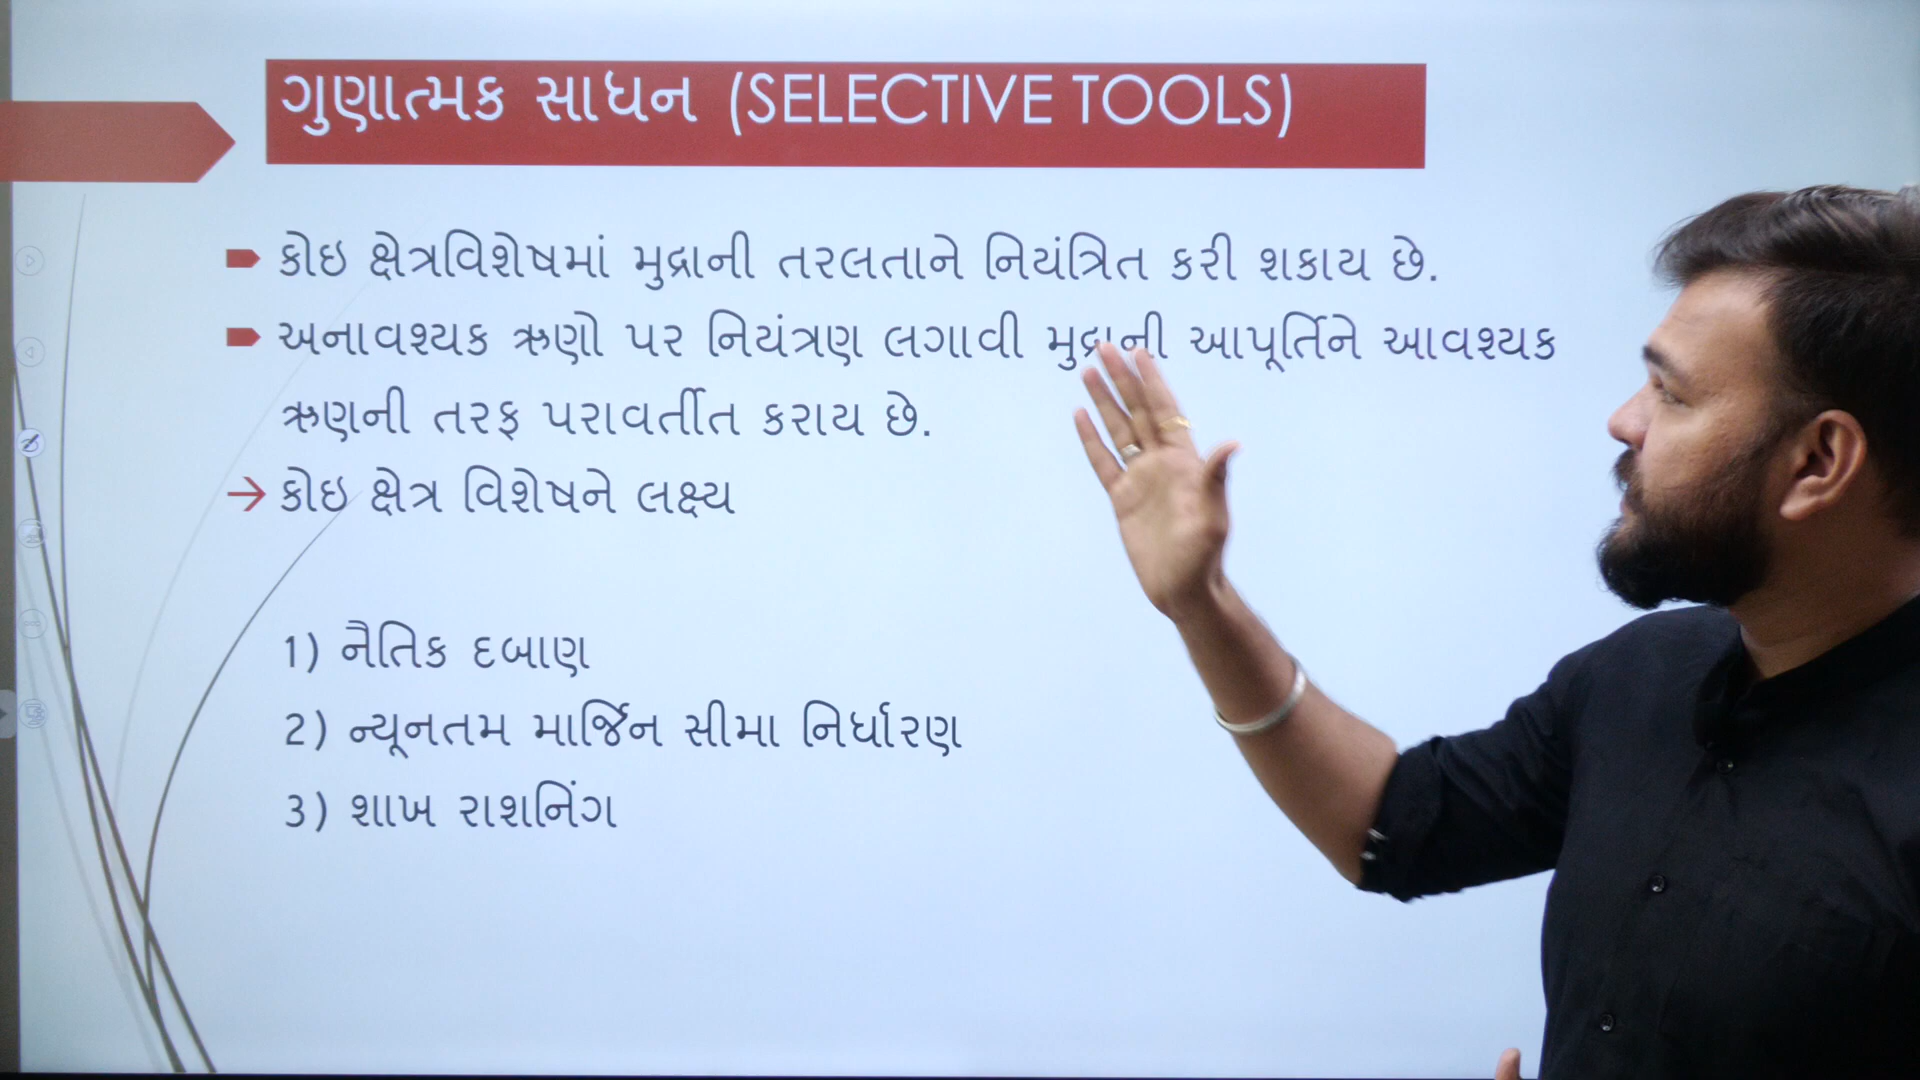 ગુણાત્મક સાધન (SELECTIVE TOOLS)
કોઇ ક્ષેત્રવિશેષમાં મુદ્રાની તરલતાને નિયંત્રિત કરી શકાય છે.
અનાવશ્યક ઋણો પર નિયંત્રણ લગાવી મુદ્રાની આપૂર્તિને આવશ્યક
ઋણની તરફ પરાવર્તીત કરાય છે.
→ કોઇ ક્ષેત્ર વિશેષને લક્ષ્ય
1) નૈતિક દબાણ
2) ન્યૂનતમ માર્જિન સીમા નિર્ધારણ
3) શાખ રાશનિંગ